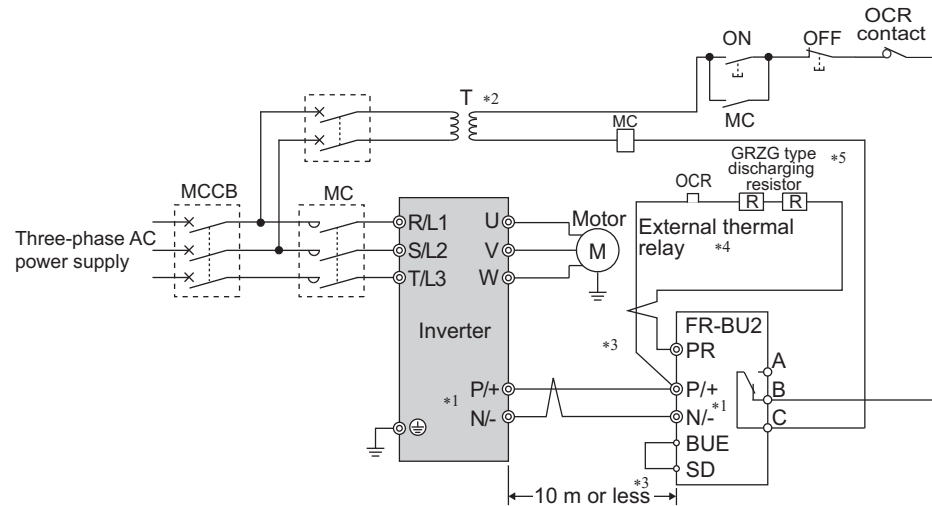 OCR
contact
ON
OFF
T *2
MC
MC
GRZG type
discharging
resistor
*5
OCR
R
R
MCCB
MC
External thermal
relay *4
Three-phase AC
power supply
R/L1
S/L2
T/L3
U
V
W
Motor
M
Inverter
FR-BU2
PR
*3
A
P/+
P/+
B
*1
*1
N/-
N/-
C
BUE
SD
*3
10 m or less